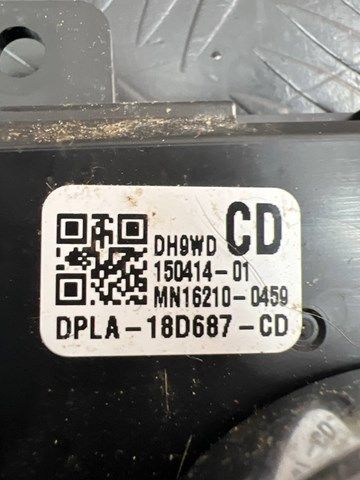 DH9WD CD
150414-01
MN16210-0459
DPLA-18D687-CD